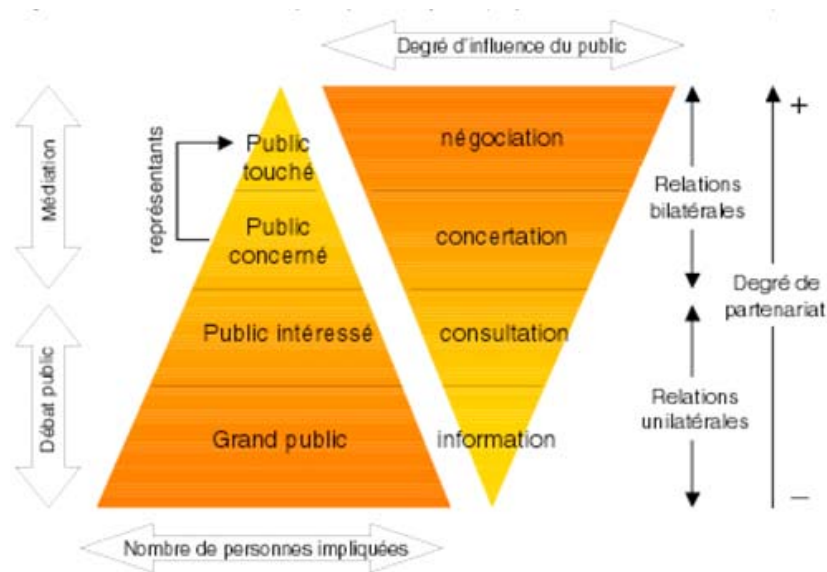 Degré d'influence du public
Médiation
représentants
Public
touché
négociation
+
Relations
bilatérales
Public
concerné
concertation
Degré de
partenariat
Débat public
Public intéressé
consultation
Relations
unilatérales
Grand public
information
–
Nombre de personnes impliquées